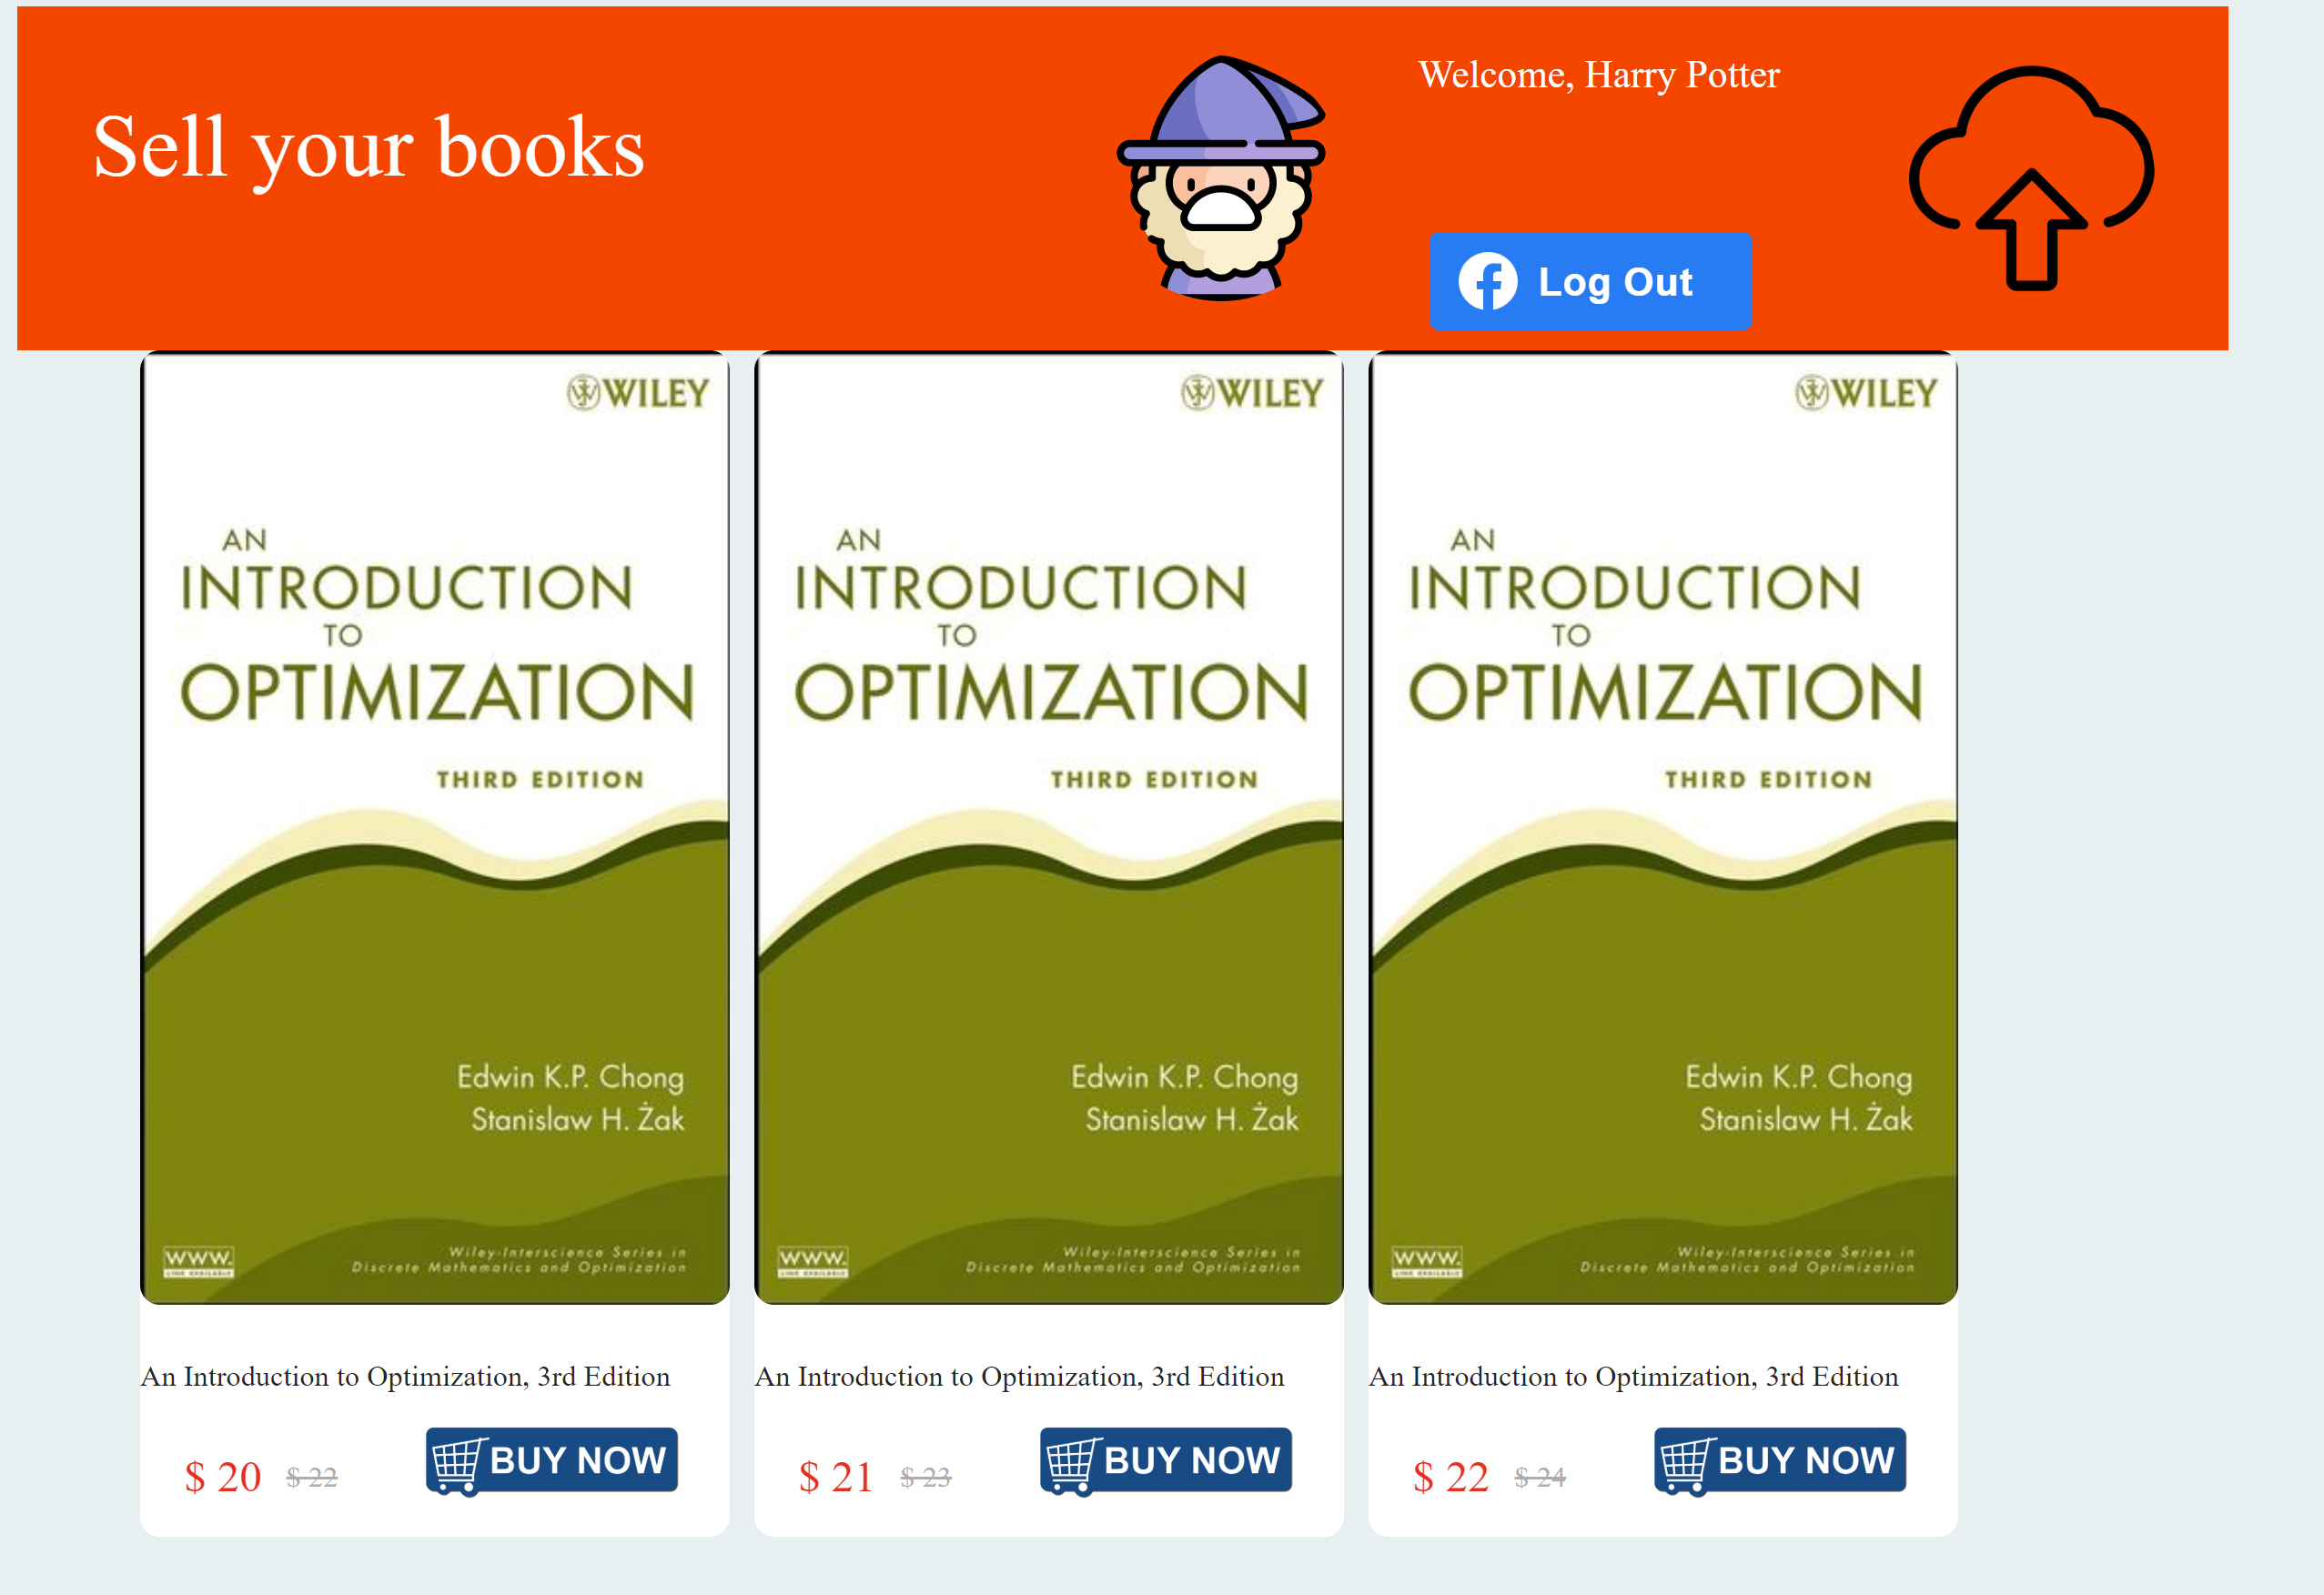 Sell your books
Welcome, Harry Potter
Log Out
WILEY
AN
INTRODUCTION
TO
OPTIMIZATION
THIRD EDITION
Edwin K.P. Chong
Stanislaw H. Żak
WWW.
Wiley-Interscience Series in
Discrete Mathematics and Optimization
An Introduction to Optimization, 3rd Edition
$ 20 $ 22
BUY NOW
WILEY
AN
INTRODUCTION
TO
OPTIMIZATION
THIRD EDITION
Edwin K.P. Chong
Stanislaw H. Żak
WWW.
Wiley-Interscience Series in
Discrete Mathematics and Optimization
An Introduction to Optimization, 3rd Edition
$ 21 $ 23
BUY NOW
WILEY
AN
INTRODUCTION
TO
OPTIMIZATION
THIRD EDITION
Edwin K.P. Chong
Stanislaw H. Żak
WWW.
Wiley-Interscience Series in
Discrete Mathematics and Optimization
An Introduction to Optimization, 3rd Edition
$ 22 $ 24
BUY NOW